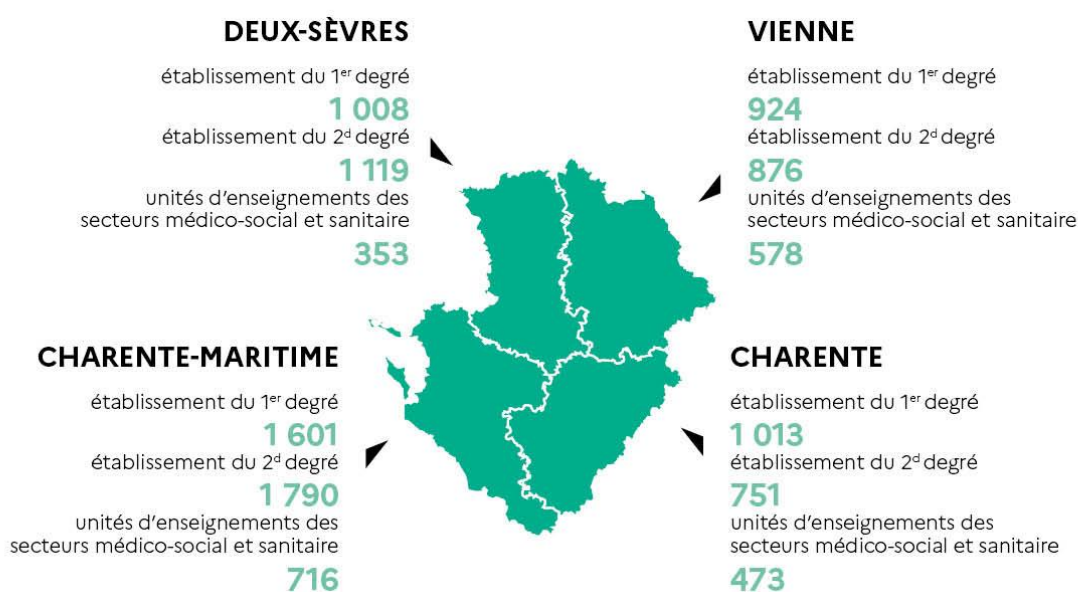 DEUX-SÈVRES
établissement du 1er degré
1 008
établissement du 2d degré
1 119
unités d'enseignements des
secteurs médico-social et sanitaire
353
VIENNE
établissement du 1er degré
924
établissement du 2d degré
876
unités d'enseignements des
secteurs médico-social et sanitaire
578
CHARENTE-MARITIME
établissement du 1er degré
1 601
établissement du 2d degré
1 790
unités d'enseignements des
secteurs médico-social et sanitaire
716
CHARENTE
établissement du 1er degré
1 013
établissement du 2d degré
751
unités d'enseignements des
secteurs médico-social et sanitaire
473